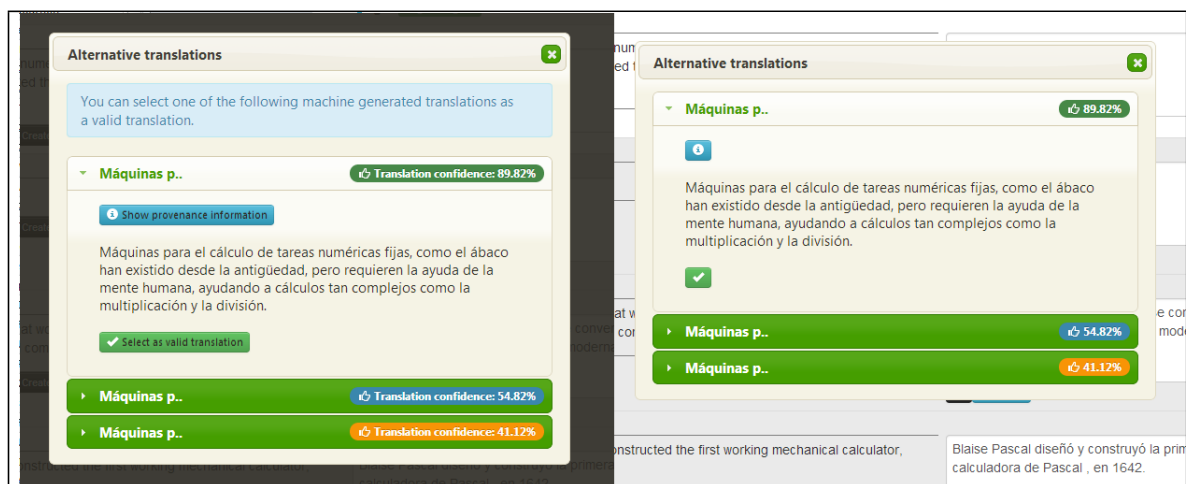 Alternative translations
You can select one of the following machine generated translations as
a valid translation.
Máquinas p..
Translation confidence: 89.82%
Show provenance information
Máquinas para el cálculo de tareas numéricas fijas, como el ábaco
han existido desde la antigüedad, pero requieren la ayuda de la
mente humana, ayudando a cálculos tan complejos como la
multiplicación y la división.
Select as valid translation
Máquinas p..
Translation confidence: 54.82%
Máquinas p..
Translation confidence: 41.12%
Alternative translations
Máquinas p..
89.82%
Máquinas para el cálculo de tareas numéricas fijas, como el ábaco
han existido desde la antigüedad, pero requieren la ayuda de la
mente humana, ayudando a cálculos tan complejos como la
multiplicación y la división.
Máquinas p..
54.82%
Máquinas p..
41.12%
constructed the first working mechanical calculator,
Blaise Pascal diseñó y construyó la
calculadora de Pascal , en 1642.